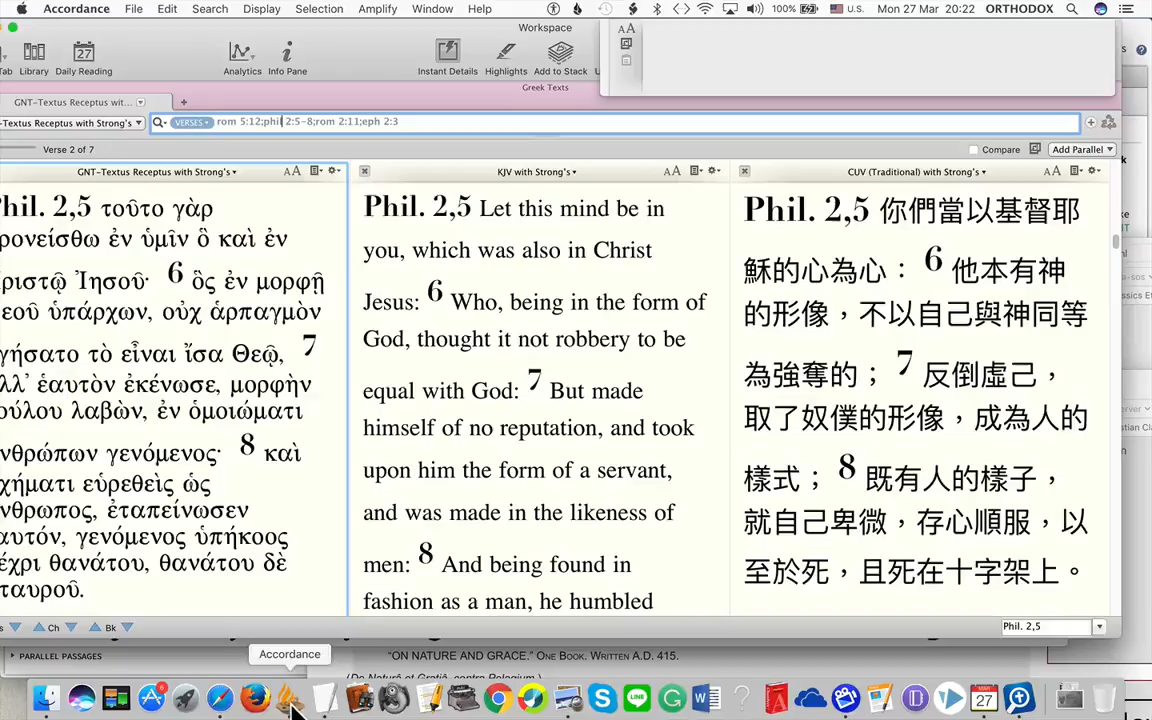 Accordance File Edit Search Display Selection Amplify Window Help 100% U.S. Mon 27 Mar 20:22 ORTHODOX
Workspace
Tab Library Daily Reading Analytics Info Pane Instant Details Highlights Add to Stack
Greek Texts
GNT-Textus Receptus wit...
-Textus Receptus with Strong's VERSES rom 5:12;phil 2:5-8;rom 2:11;eph 2:3
Verse 2 of 7 Compare Add Parallel
GNT-Textus Receptus with Strong's
hil. 2,5 τοῦτο γὰρ
ρονείσθω ἐν ὑμῖν ὃ καὶ ἐν
ριστῷ Ἰησοῦ· 6 ὃς ἐν μορφῇ
εοῦ ὑπάρχων, οὐχ ἁρπαγμὸν
γήσατο τὸ εἶναι ἴσα Θεῷ, 7
λλ' ἑαυτὸν ἐκένωσε, μορφὴν
ούλου λαβὼν, ἐν ὁμοιώματι
νθρώπων γενόμενος· 8 καὶ
χήματι εὑρεθεὶς ὡς
νθρωπος, ἐταπείνωσεν
αυτόν, γενόμενος ὑπήκοος
έχρι θανάτου, θανάτου δὲ
ταυροῦ.
KJV with Strong's
Phil. 2,5 Let this mind be in
you, which was also in Christ
Jesus: 6 Who, being in the form of
God, thought it not robbery to be
equal with God: 7 But made
himself of no reputation, and took
upon him the form of a servant,
and was made in the likeness of
men: 8 And being found in
fashion as a man, he humbled
CUV (Traditional) with Strong's
Phil. 2,5 你們當以基督耶
穌的心為心： 6 他本有神
的形像，不以自己與神同等
為強奪的； 7 反倒虛己，
取了奴僕的形像，成為人的
樣式； 8 既有人的樣子，
就自己卑微，存心順服，以
至於死，且死在十字架上。
s Ch Bk Phil. 2,5
PARALLEL PASSAGES
"ON NATURE AND GRACE." ONE BOOK. WRITTEN A.D. 415.
Accordance